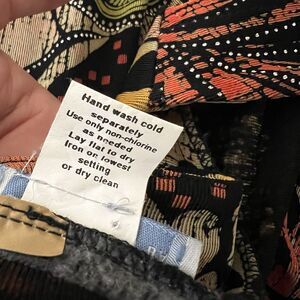 Hand wash cold
separately
Use only non-chlorine
as needed
Lay flat to dry
Iron on lowest
setting
or dry clean